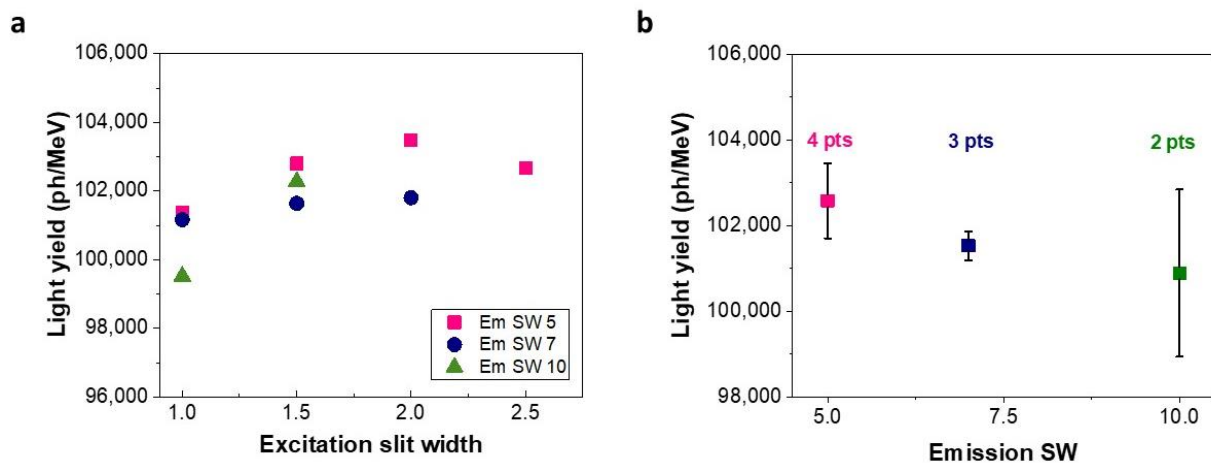 a
106,000
104,000
102,000
100,000
98,000
96,000
Light yield (ph/MeV)
1.0 1.5 2.0 2.5
Excitation slit width
Em SW 5
Em SW 7
Em SW 10
b
106,000
104,000
102,000
100,000
98,000
Light yield (ph/MeV)
4 pts 3 pts 2 pts
5.0 7.5 10.0
Emission SW